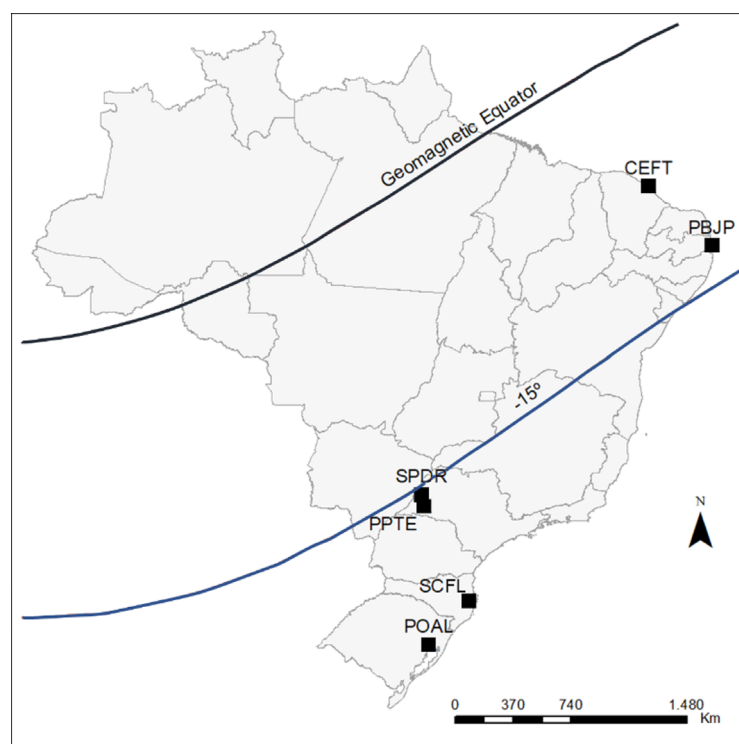 Geomagnetic Equator
CEFT
PBJP
-15º
SPDR
PPTE
N
SCFL
POAL
0 370 740 1.480
Km